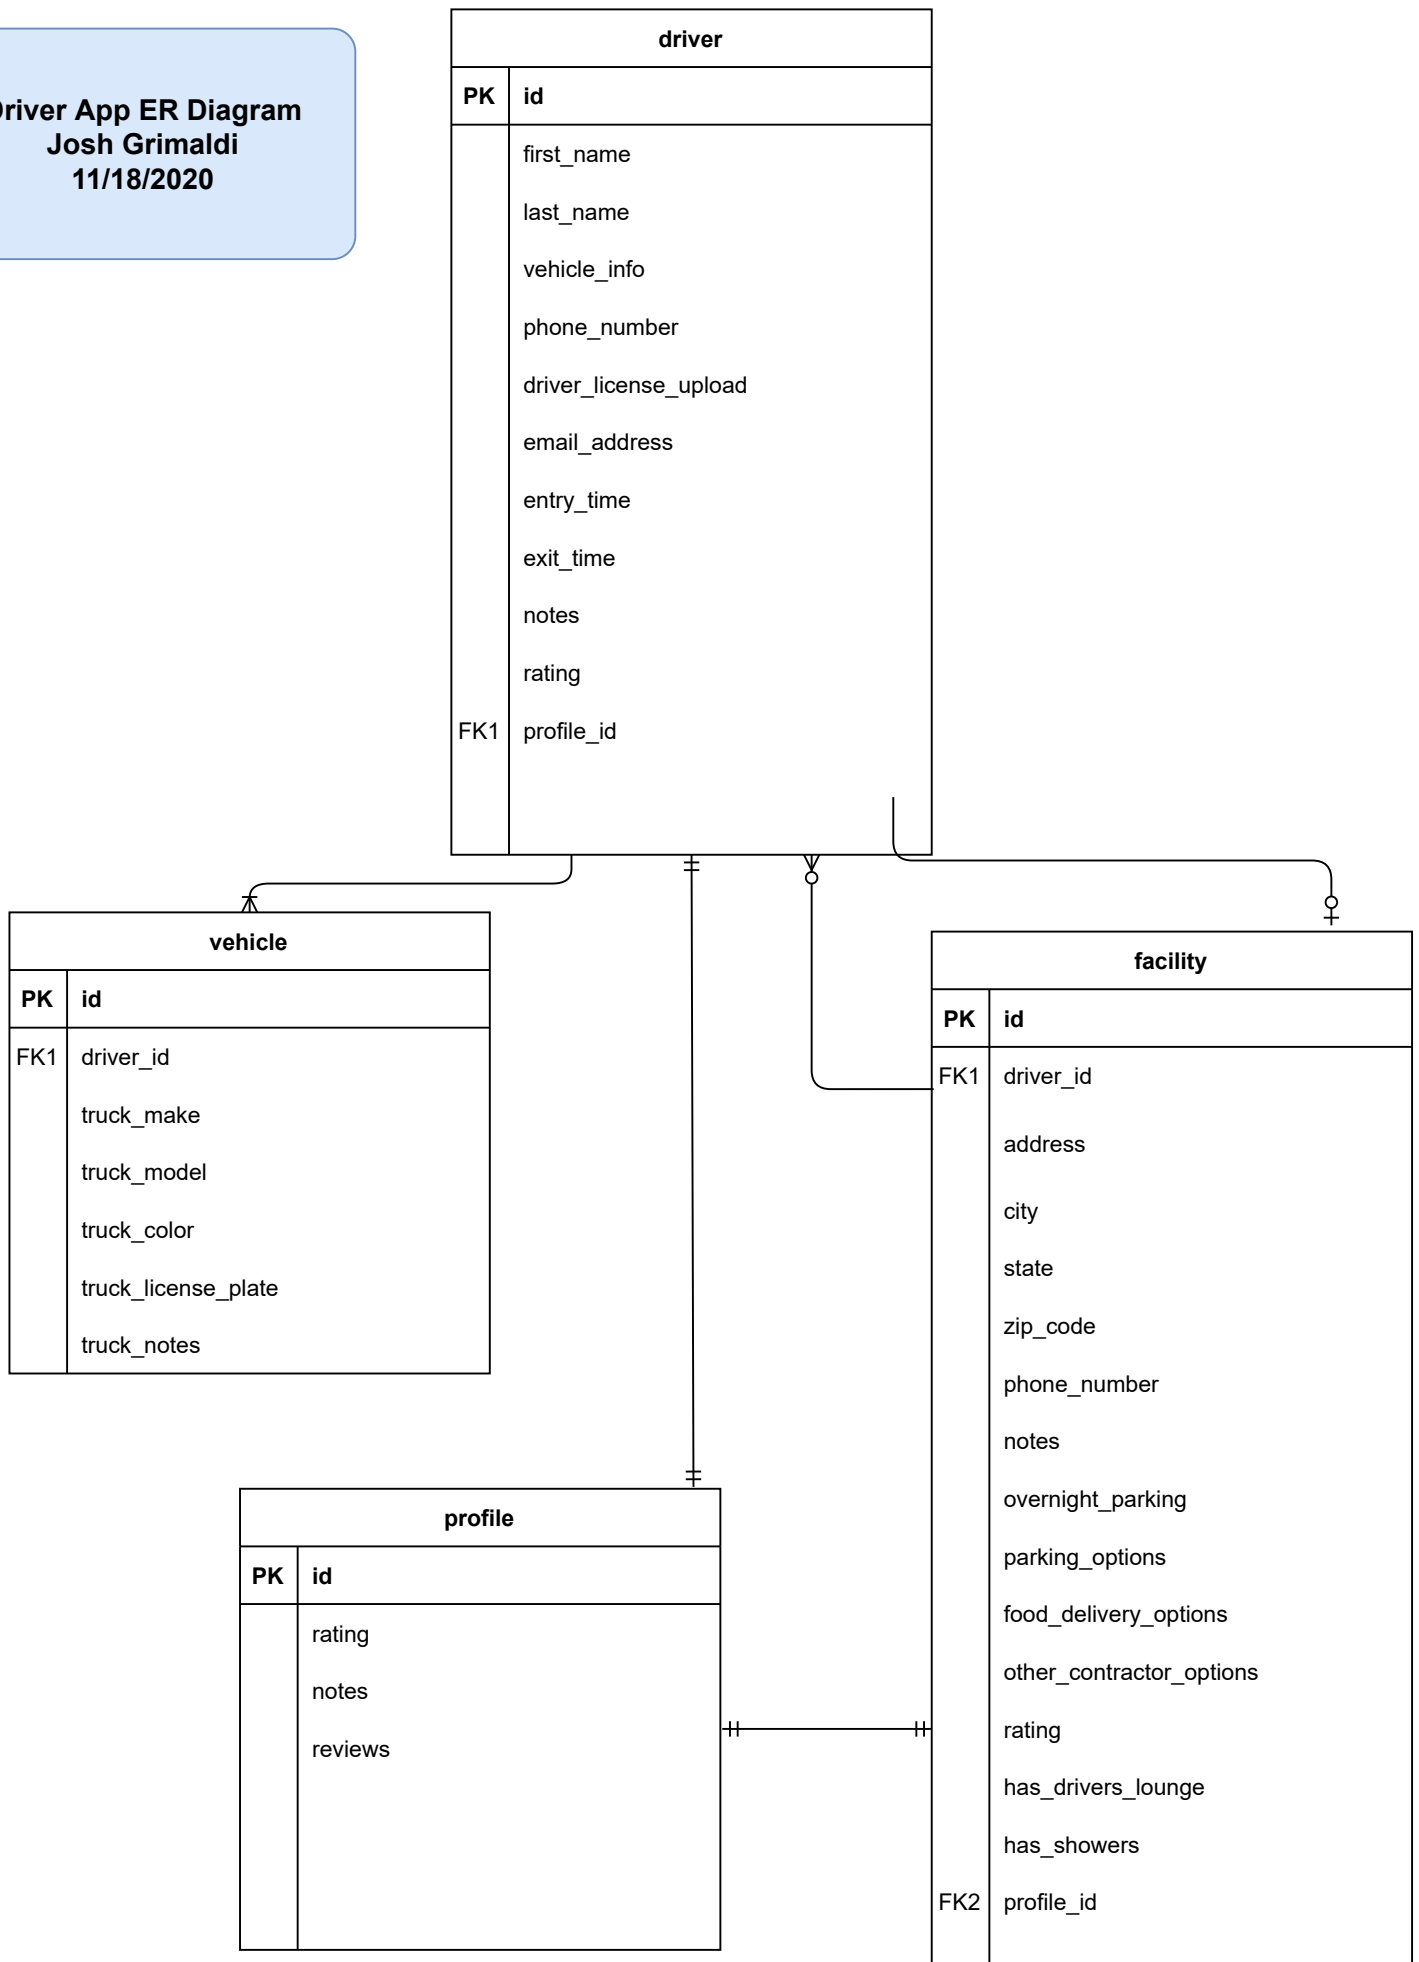 river App ER Diagram
Josh Grimaldi
11/18/2020
driver
PK id
first_name
last_name
vehicle_info
phone_number
driver_license_upload
email_address
entry_time
exit_time
notes
rating
FK1 profile_id
vehicle
PK id
FK1 driver_id
truck_make
truck_model
truck_color
truck_license_plate
truck_notes
facility
PK id
FK1 driver_id
address
city
state
zip_code
phone_number
notes
overnight_parking
parking_options
food_delivery_options
other_contractor_options
rating
has_drivers_lounge
has_showers
FK2 profile_id
profile
PK id
rating
notes
reviews